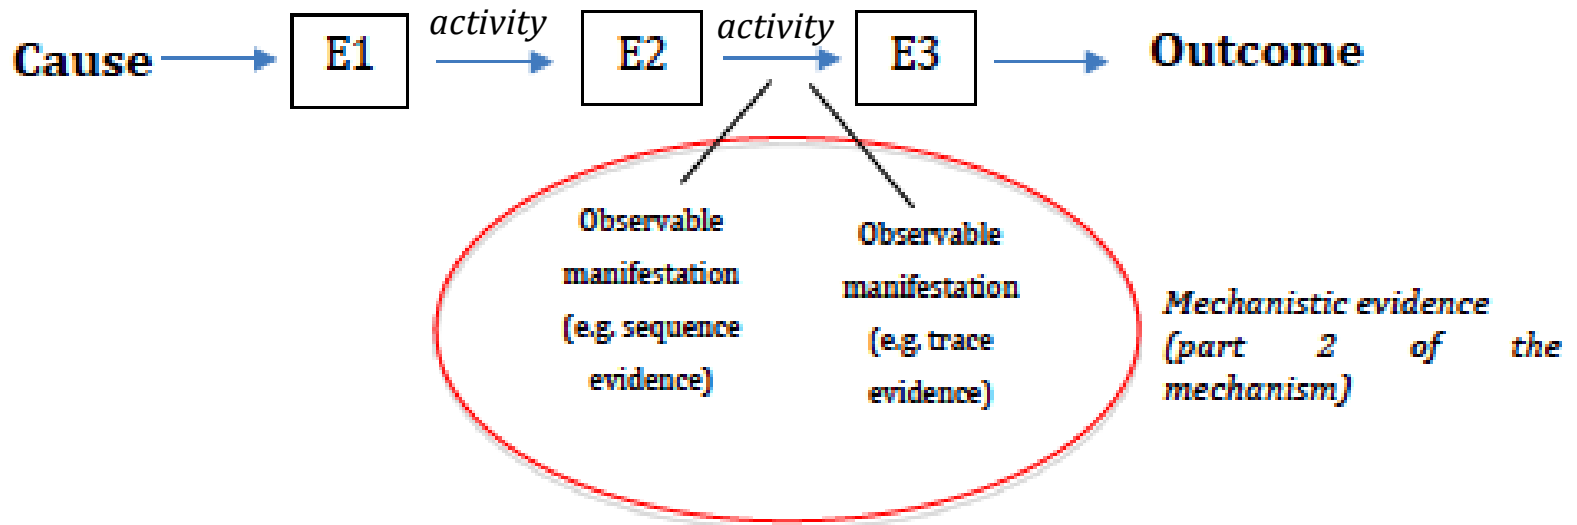 activity
activity
Cause
E1
E2
E3
Outcome
Observable
manifestation
(e.g. sequence
evidence)
Observable
manifestation
(e.g. trace
evidence)
Mechanistic evidence
(part 2 of the
mechanism)